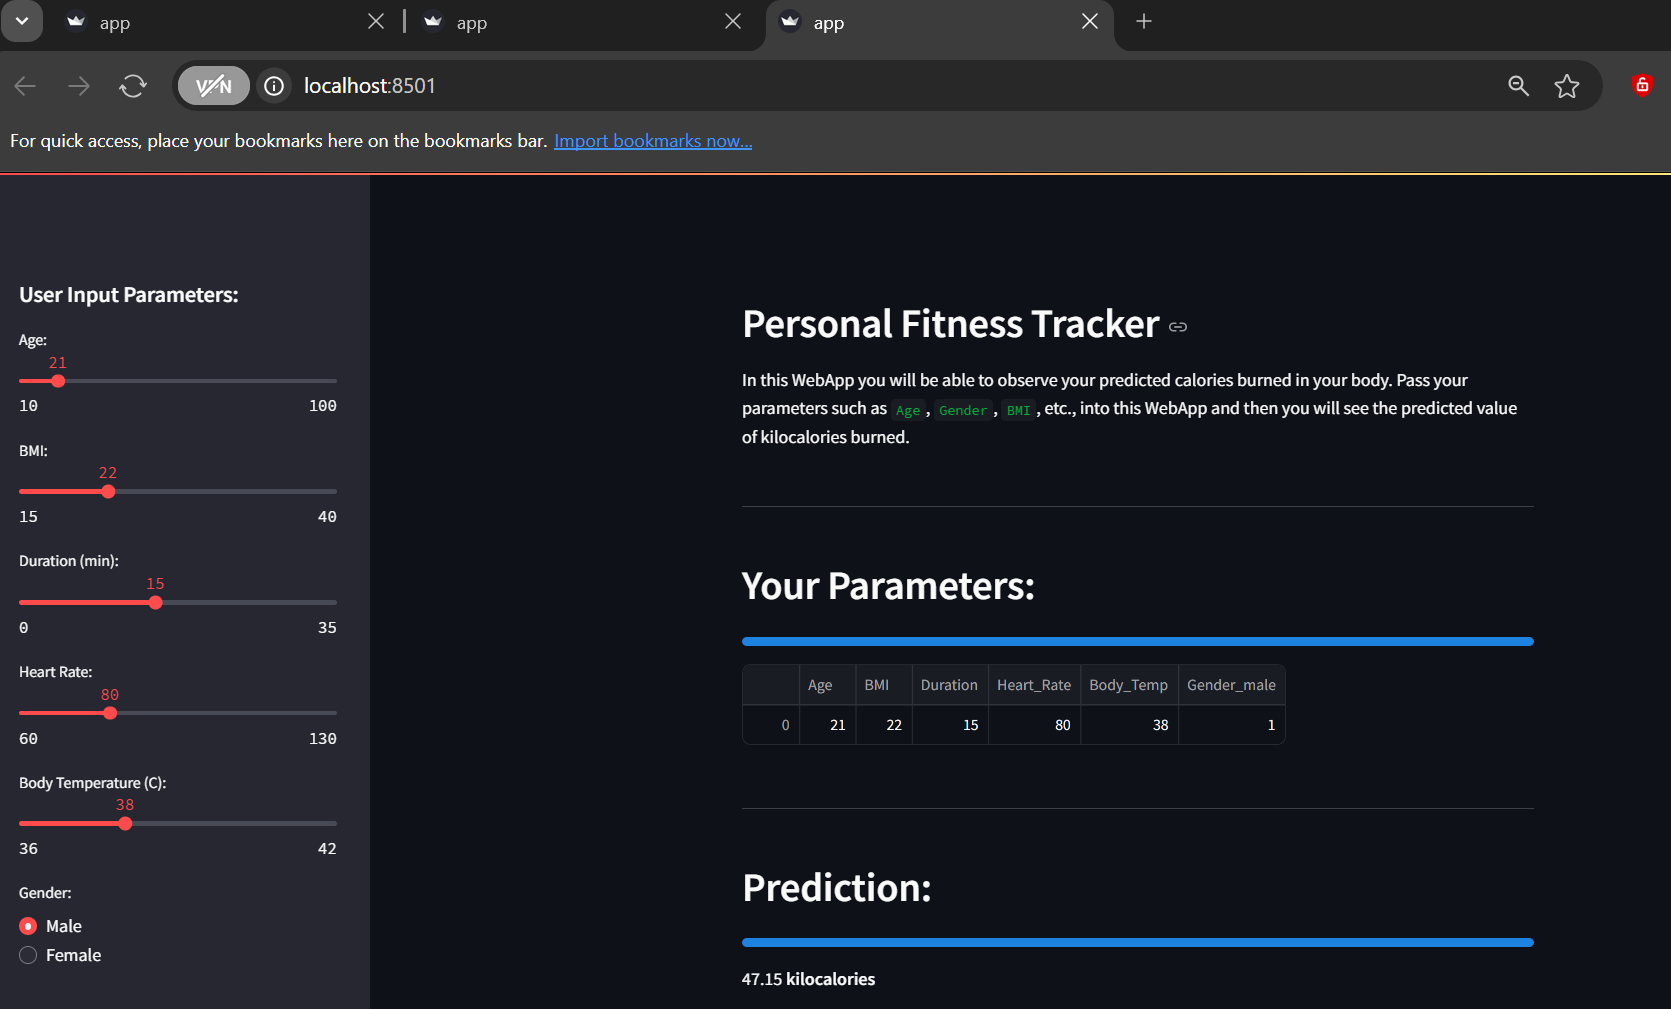 app
app
app
VPN
localhost:8501
For quick access, place your bookmarks here on the bookmarks bar. Import bookmarks now...
User Input Parameters:
Age:
21
10 100
BMI:
22
15 40
Duration (min):
15
0 35
Heart Rate:
80
60 130
Body Temperature (C):
38
36 42
Gender:
Male
Female
Personal Fitness Tracker
In this WebApp you will be able to observe your predicted calories burned in your body. Pass your
parameters such as Age, Gender, BMI, etc., into this WebApp and then you will see the predicted value
of kilocalories burned.
Your Parameters:
Age BMI Duration Heart_Rate Body_Temp Gender_male
0 21 22 15 80 38 1
Prediction:
47.15 kilocalories